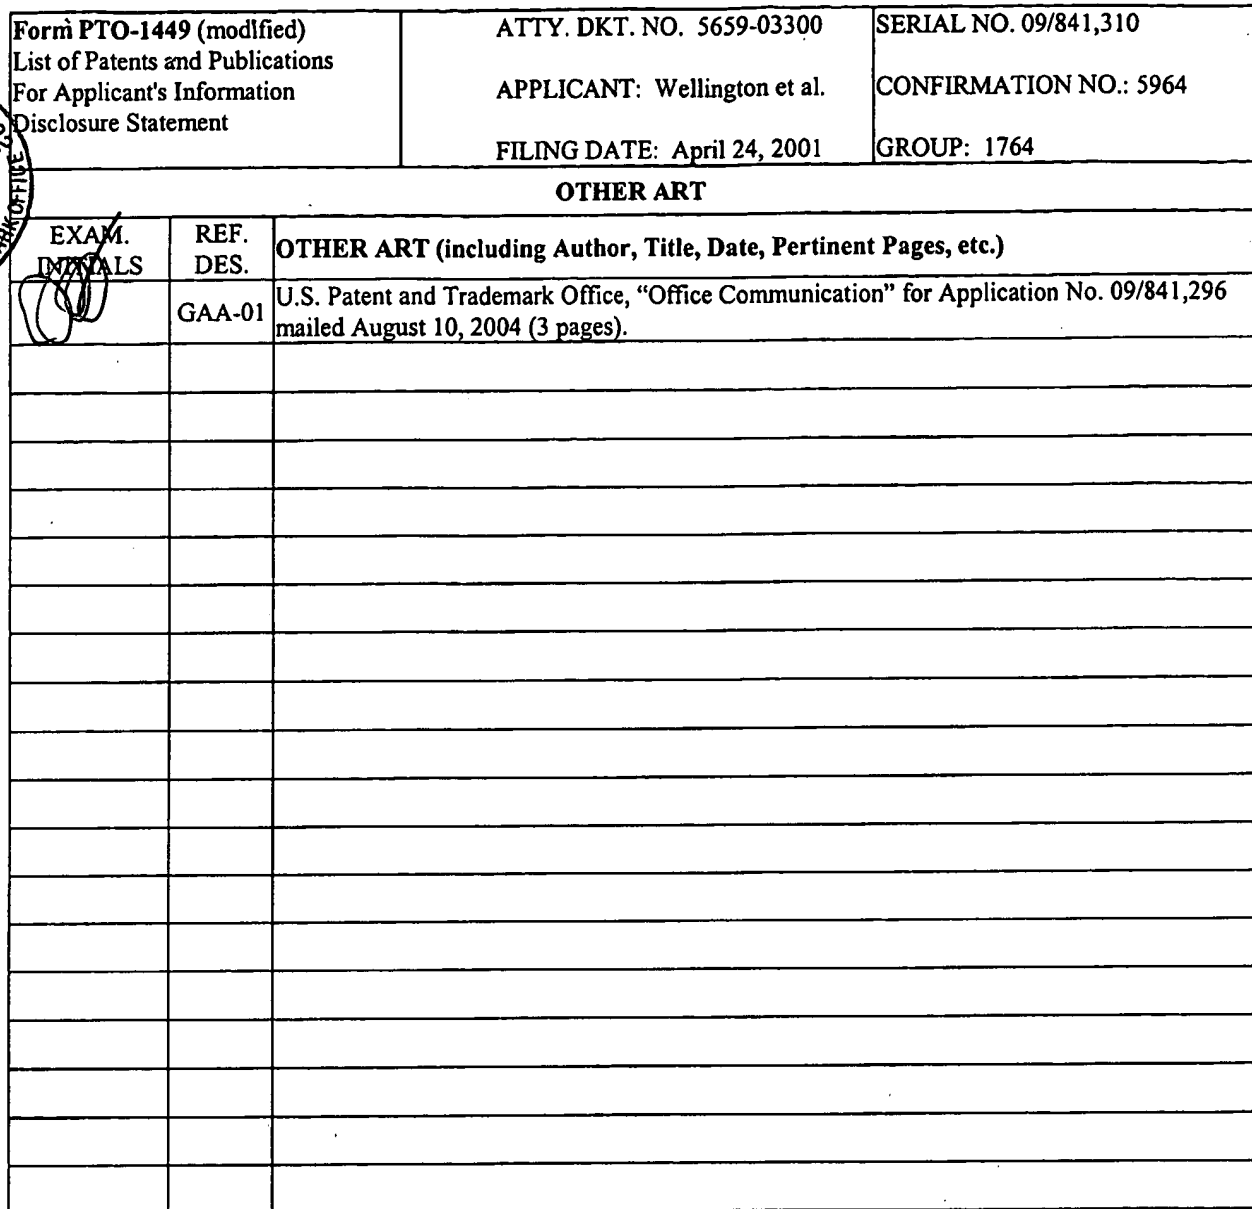 Form PTO-1449 (modified)
List of Patents and Publications
For Applicant's Information
Disclosure Statement
ATTY. DKT. NO. 5659-03300
APPLICANT: Wellington et al.
FILING DATE: April 24, 2001
SERIAL NO. 09/841,310
CONFIRMATION NO.: 5964
GROUP: 1764
OFFICE
OTHER ART
EXAM.
INITIALS
REF.
DES.
OTHER ART (including Author, Title, Date, Pertinent Pages, etc.)
GAA-01
U.S. Patent and Trademark Office, “Office Communication” for Application No. 09/841,296
mailed August 10, 2004 (3 pages).